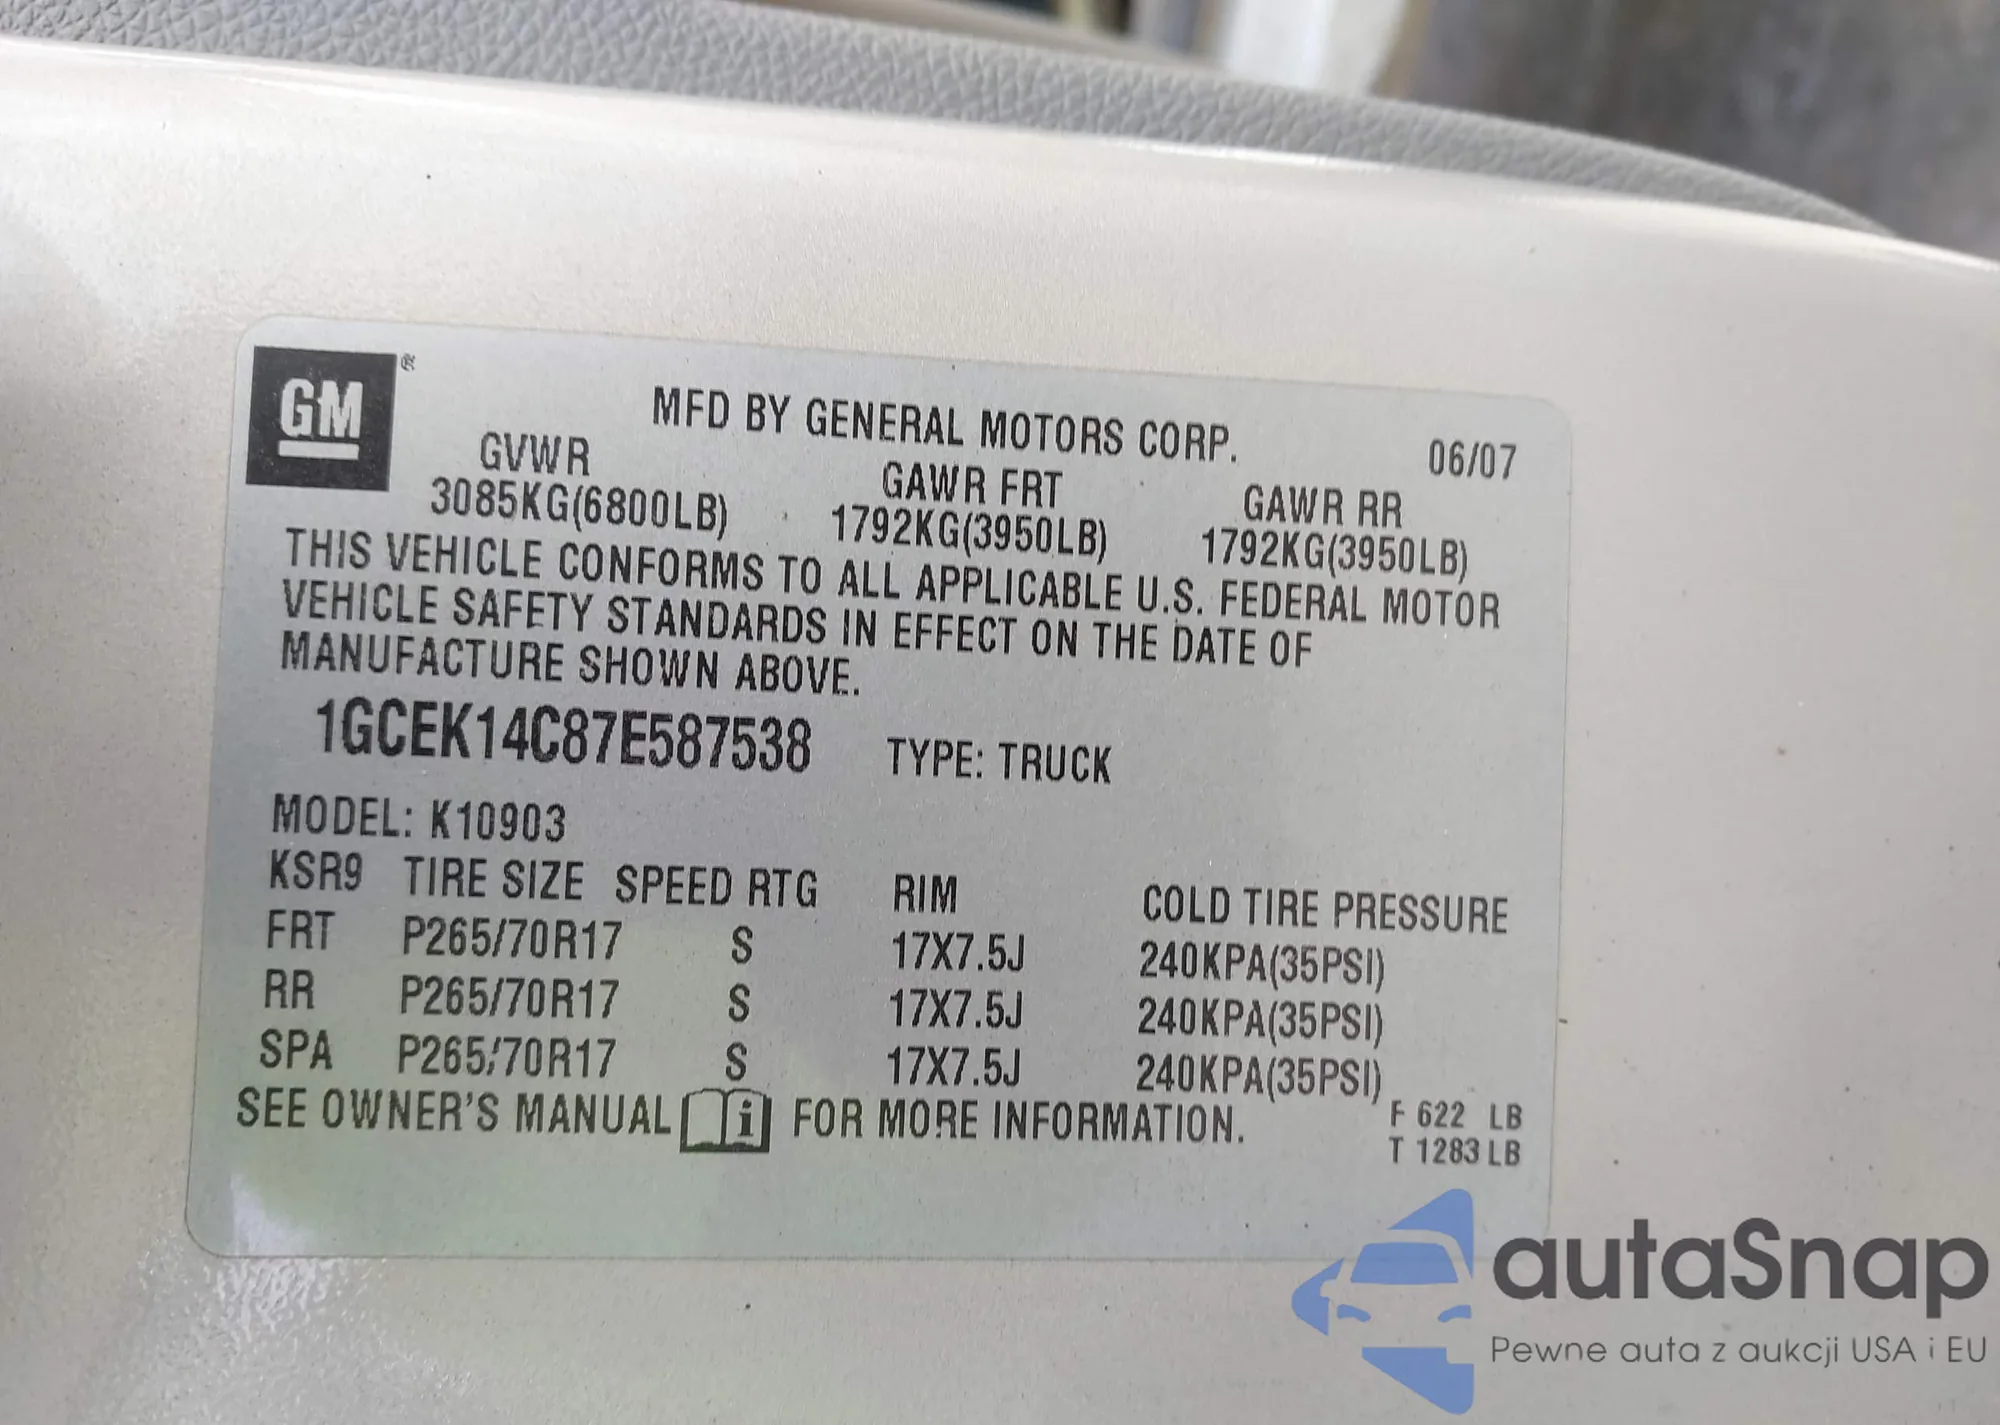 GM ®
MFD BY GENERAL MOTORS CORP. 06/07
GVWR GAWR FRT GAWR RR
3085KG(6800LB) 1792KG(3950LB) 1792KG(3950LB)
THIS VEHICLE CONFORMS TO ALL APPLICABLE U.S. FEDERAL MOTOR
VEHICLE SAFETY STANDARDS IN EFFECT ON THE DATE OF
MANUFACTURE SHOWN ABOVE.
1GCEK14C87E587538 TYPE: TRUCK
MODEL: K10903
KSR9 TIRE SIZE SPEED RTG RIM COLD TIRE PRESSURE
FRT P265/70R17 S 17X7.5J 240KPA(35PSI)
RR P265/70R17 S 17X7.5J 240KPA(35PSI)
SPA P265/70R17 S 17X7.5J 240KPA(35PSI)
SEE OWNER'S MANUAL i FOR MORE INFORMATION.
F 622 LB
T 1283 LB
autaSnap
Pewne auta z aukcji USA i EU